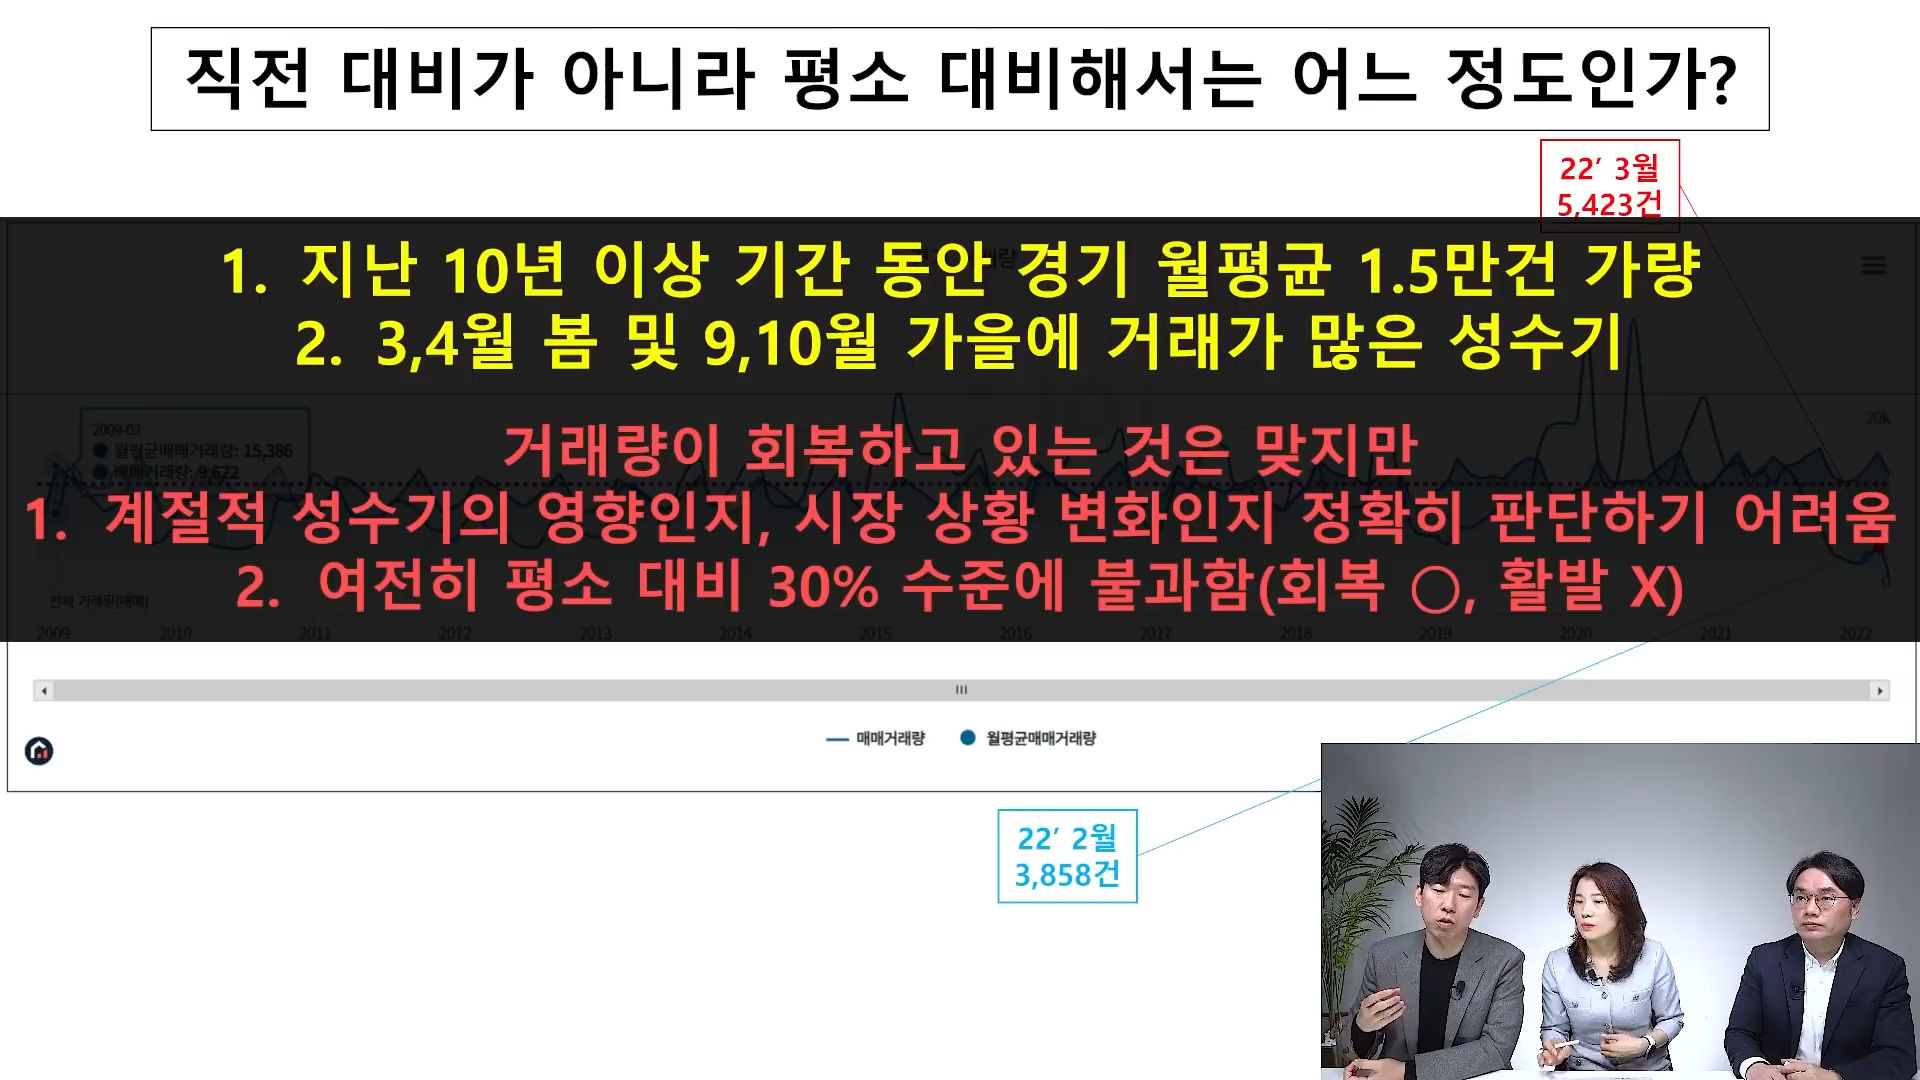 직전 대비가 아니라 평소 대비해서는 어느 정도인가?
22′ 3월
5,423건
1. 지난 10년 이상 기간 동안 경기 월평균 1.5만건 가량
2. 3,4월 봄 및 9,10월 가을에 거래가 많은 성수기
20k
2009-03
월평균매매거래량: 15,386
매매거래량: 9,622
거래량이 회복하고 있는 것은 맞지만
1. 계절적 성수기의 영향인지, 시장 상황 변화인지 정확히 판단하기 어려움
2. 여전히 평소 대비 30% 수준에 불과함(회복 ○, 활발 X)
전체 거래량(매매)
2009 2010 2011 2012 2013 2014 2015 2016 2017 2018 2019 2020 2021 2022
매매거래량 월평균매매거래량
22′ 2월
3,858건